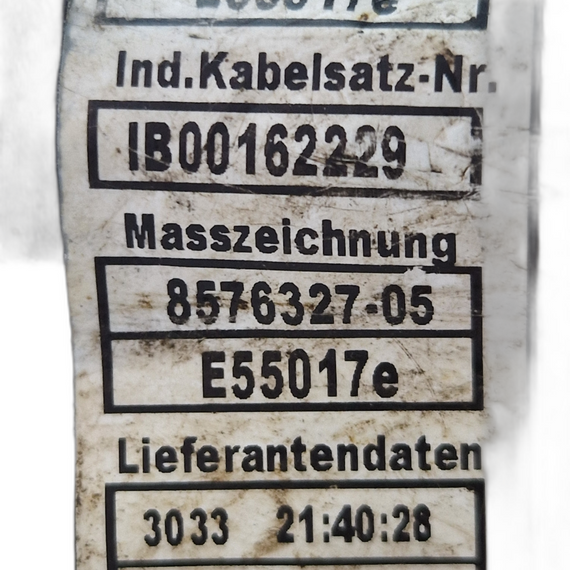 Ind.Kabelsatz-Nr.
IB00162229
Masszeichnung
8576327-05
E55017e
Lieferantendaten
3033 21:40:28